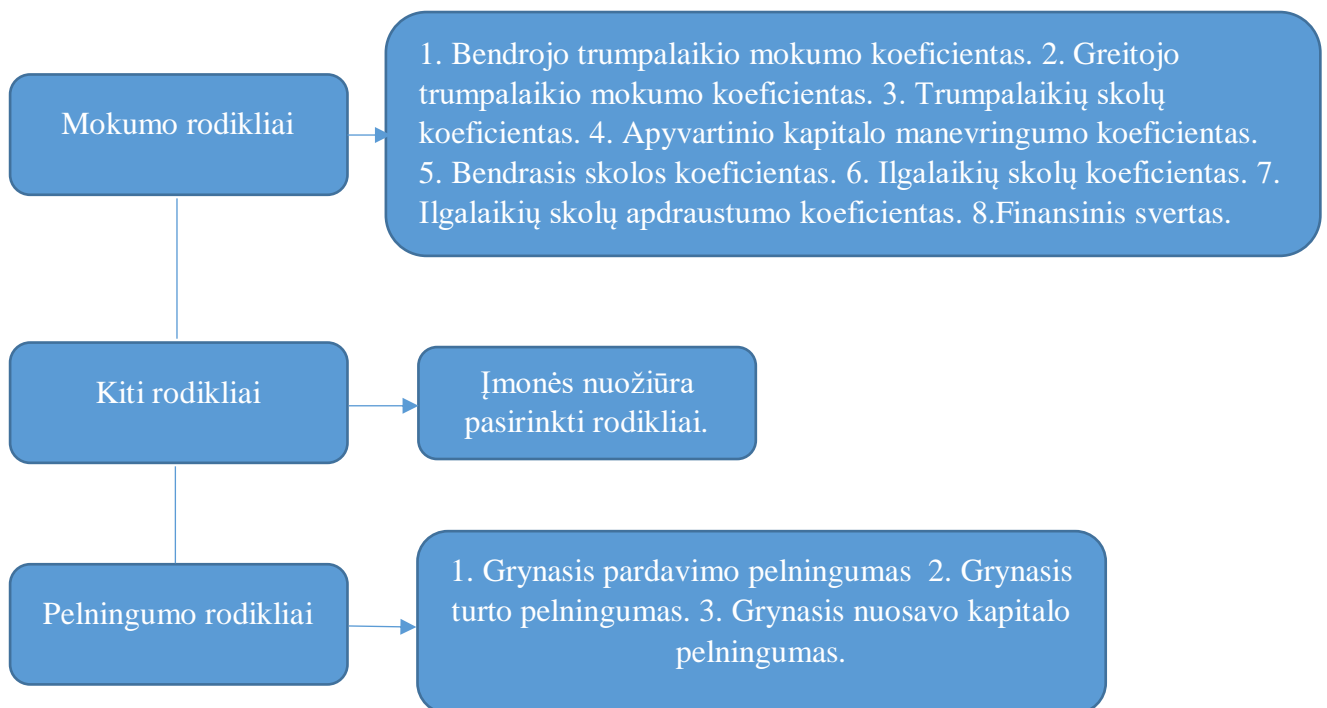 Mokumo rodikliai
1. Bendrojo trumpalaikio mokumo koeficientas. 2. Greitojo
trumpalaikio mokumo koeficientas. 3. Trumpalaikių skolų
koeficientas. 4. Apyvartinio kapitalo manevringumo koeficientas.
5. Bendrasis skolos koeficientas. 6. Ilgalaikių skolų koeficientas. 7.
Ilgalaikių skolų apdraustumo koeficientas. 8.Finansinis svertas.
Kiti rodikliai
Įmonės nuožiūra
pasirinkti rodikliai.
Pelningumo rodikliai
1. Grynasis pardavimo pelningumas  2. Grynasis
turto pelningumas. 3. Grynasis nuosavo kapitalo
pelningumas.